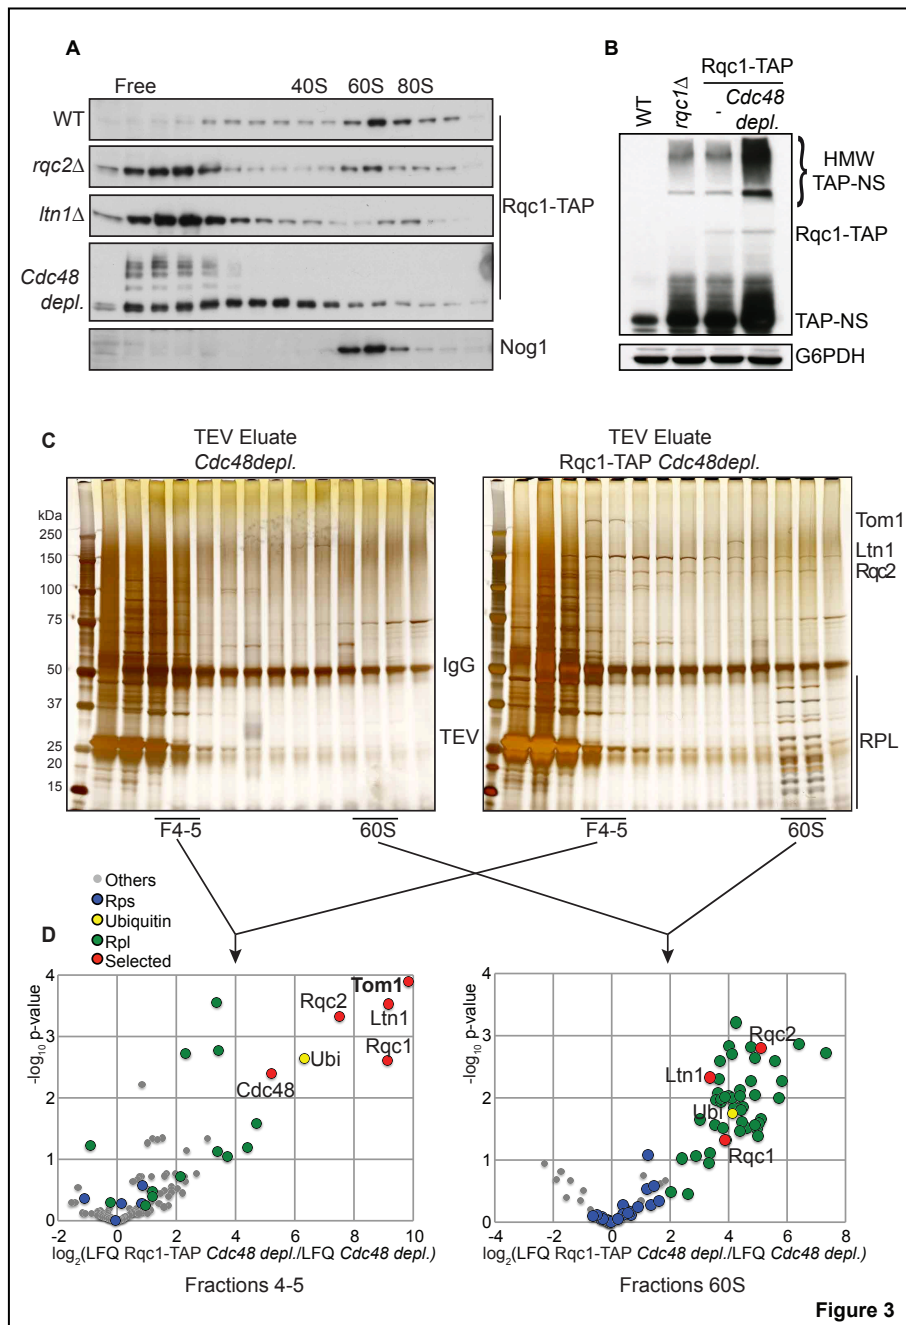 A
Free 40S 60S 80S
WT
rqc2Δ
ltn1Δ
Cdc48
depl.
Rqc1-TAP
Nog1
B
Rqc1-TAP
WT
rqc1Δ
-
Cdc48
depl.
HMW
TAP-NS
Rqc1-TAP
TAP-NS
G6PDH
C
TEV Eluate
Cdc48depl.
kDa
250
150
100
75
50
37
25
20
15
IgG
TEV
F4-5 60S
TEV Eluate
Rqc1-TAP Cdc48depl.
Tom1
Ltn1
Rqc2
RPL
F4-5 60S
Others
Rps
Ubiquitin
Rpl
Selected
D
-log10 p-value
4
3
2
1
0
Tom1
Rqc2
Ltn1
Ubi
Rqc1
Cdc48
-2 0 2 4 6 8 10
log2(LFQ Rqc1-TAP Cdc48 depl./LFQ Cdc48 depl.)
Fractions 4-5
-log10 p-value
4
3
2
1
0
Rqc2
Ltn1
Ubi
Rqc1
-4 -2 0 2 4 6 8
log2(LFQ Rqc1-TAP Cdc48 depl./LFQ Cdc48 depl.)
Fractions 60S
Figure 3